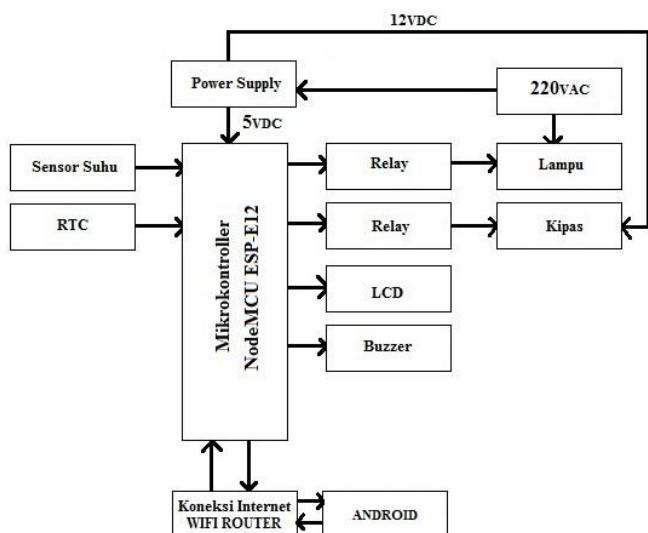 12VDC
Power Supply
220VAC
5VDC
Sensor Suhu
Relay
Lampu
RTC
Relay
Kipas
Mikrokontroller
NodeMCU ESP-E12
LCD
Buzzer
Koneksi Internet
WIFI ROUTER
ANDROID